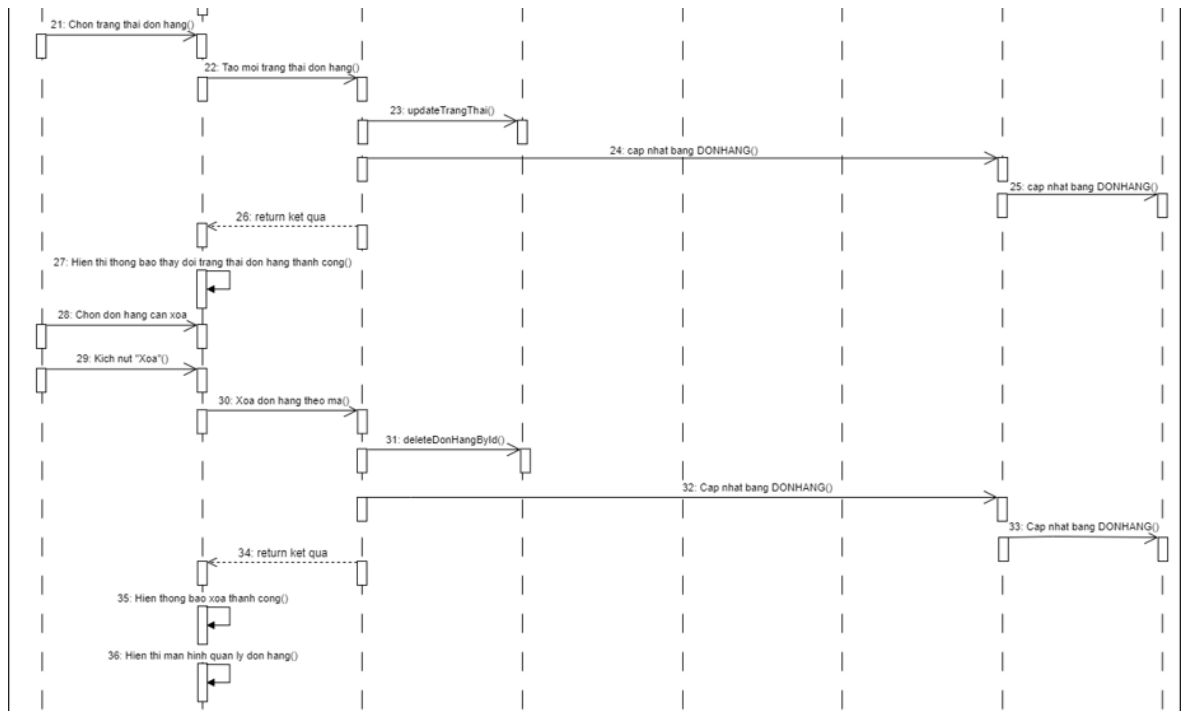 21: Chon trang thai don hang()
22: Tao moi trang thai don hang()
23: updateTrangThai()
24: cap nhat bang DONHANG()
25: cap nhat bang DONHANG()
26: return ket qua
27: Hien thi thong bao thay doi trang thai don hang thanh cong()
28: Chon don hang can xoa
29: Kich nut "Xoa"()
30: Xoa don hang theo ma()
31: deleteDonHangById()
32: Cap nhat bang DONHANG()
33: Cap nhat bang DONHANG()
34: return ket qua
35: Hien thong bao xoa thanh cong()
36: Hien thi man hinh quan ly don hang()